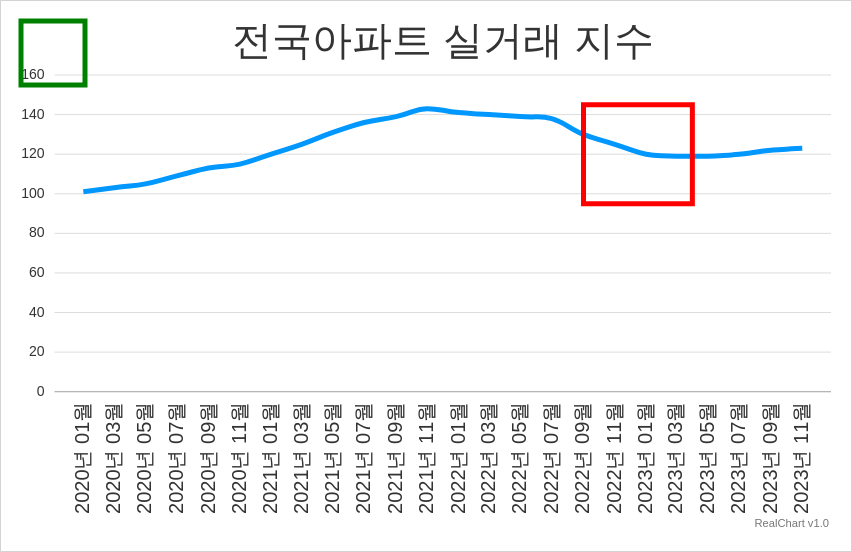 전국아파트 실거래 지수
160
140
120
100
80
60
40
20
0
2020년 01월
2020년 03월
2020년 05월
2020년 07월
2020년 09월
2020년 11월
2021년 01월
2021년 03월
2021년 05월
2021년 07월
2021년 09월
2021년 11월
2022년 01월
2022년 03월
2022년 05월
2022년 07월
2022년 09월
2022년 11월
2023년 01월
2023년 03월
2023년 05월
2023년 07월
2023년 09월
2023년 11월
RealChart v1.0